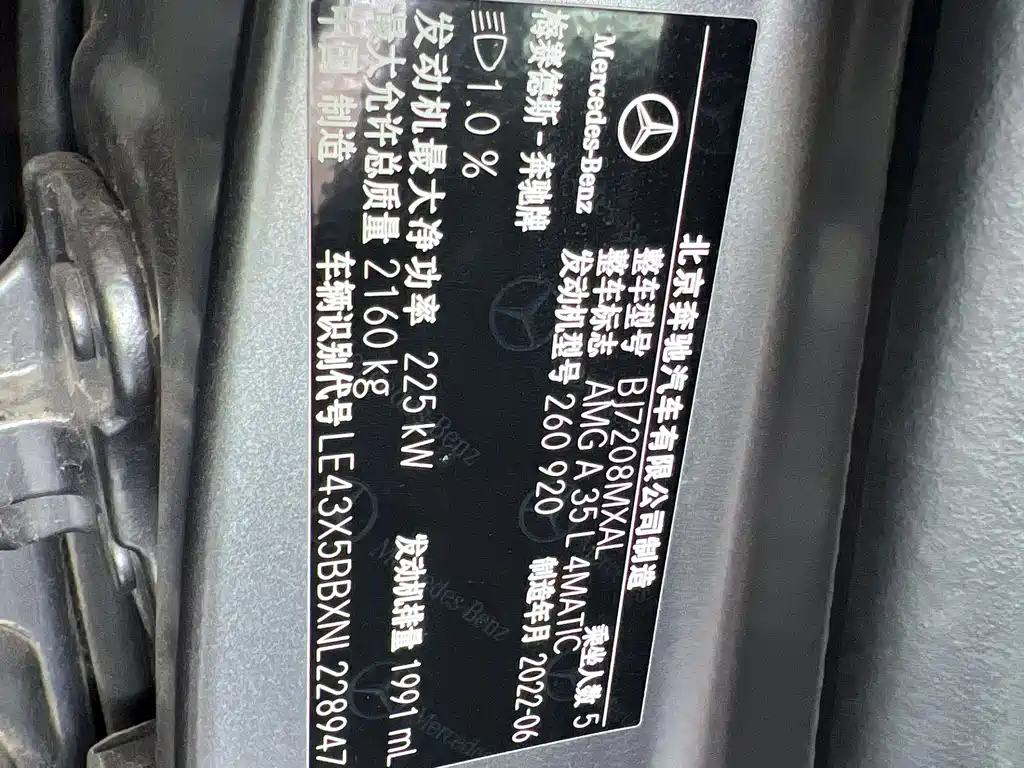 北京奔驰汽车有限公司制造
Mercedes-Benz
梅赛德斯-奔驰牌
整车型号 BJ7208MXAL 乘坐人数 5
整车标志 AMG A 35 L 4MATIC
发动机型号 260 920 制造年月 2022-06
1.0 %
发动机最大净功率 225 kW 发动机排量 1991 ml
最大允许总质量 2160 kg
中国 制造 车辆识别代号 LE43X5BBXNL228947